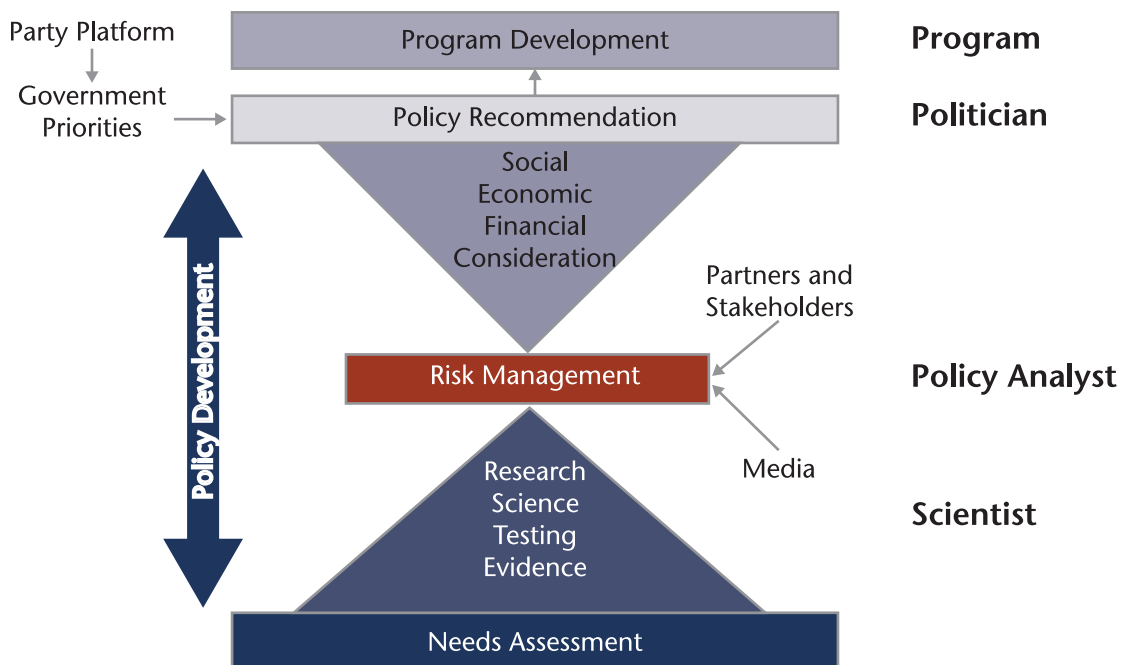 Party Platform
Government
Priorities
Program Development
Program
Policy Recommendation
Politician
Social
Economic
Financial
Consideration
Policy Development
Partners and
Stakeholders
Risk Management
Policy Analyst
Media
Research
Science
Testing
Evidence
Scientist
Needs Assessment